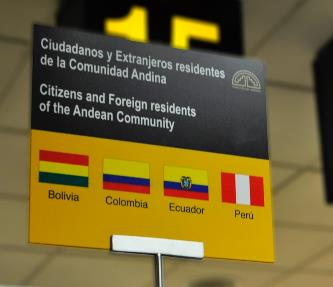 15
Ciudadanos y Extranjeros residentes
de la Comunidad Andina
Citizens and Foreign residents
of the Andean Community
Bolivia
Colombia
Ecuador
Perú